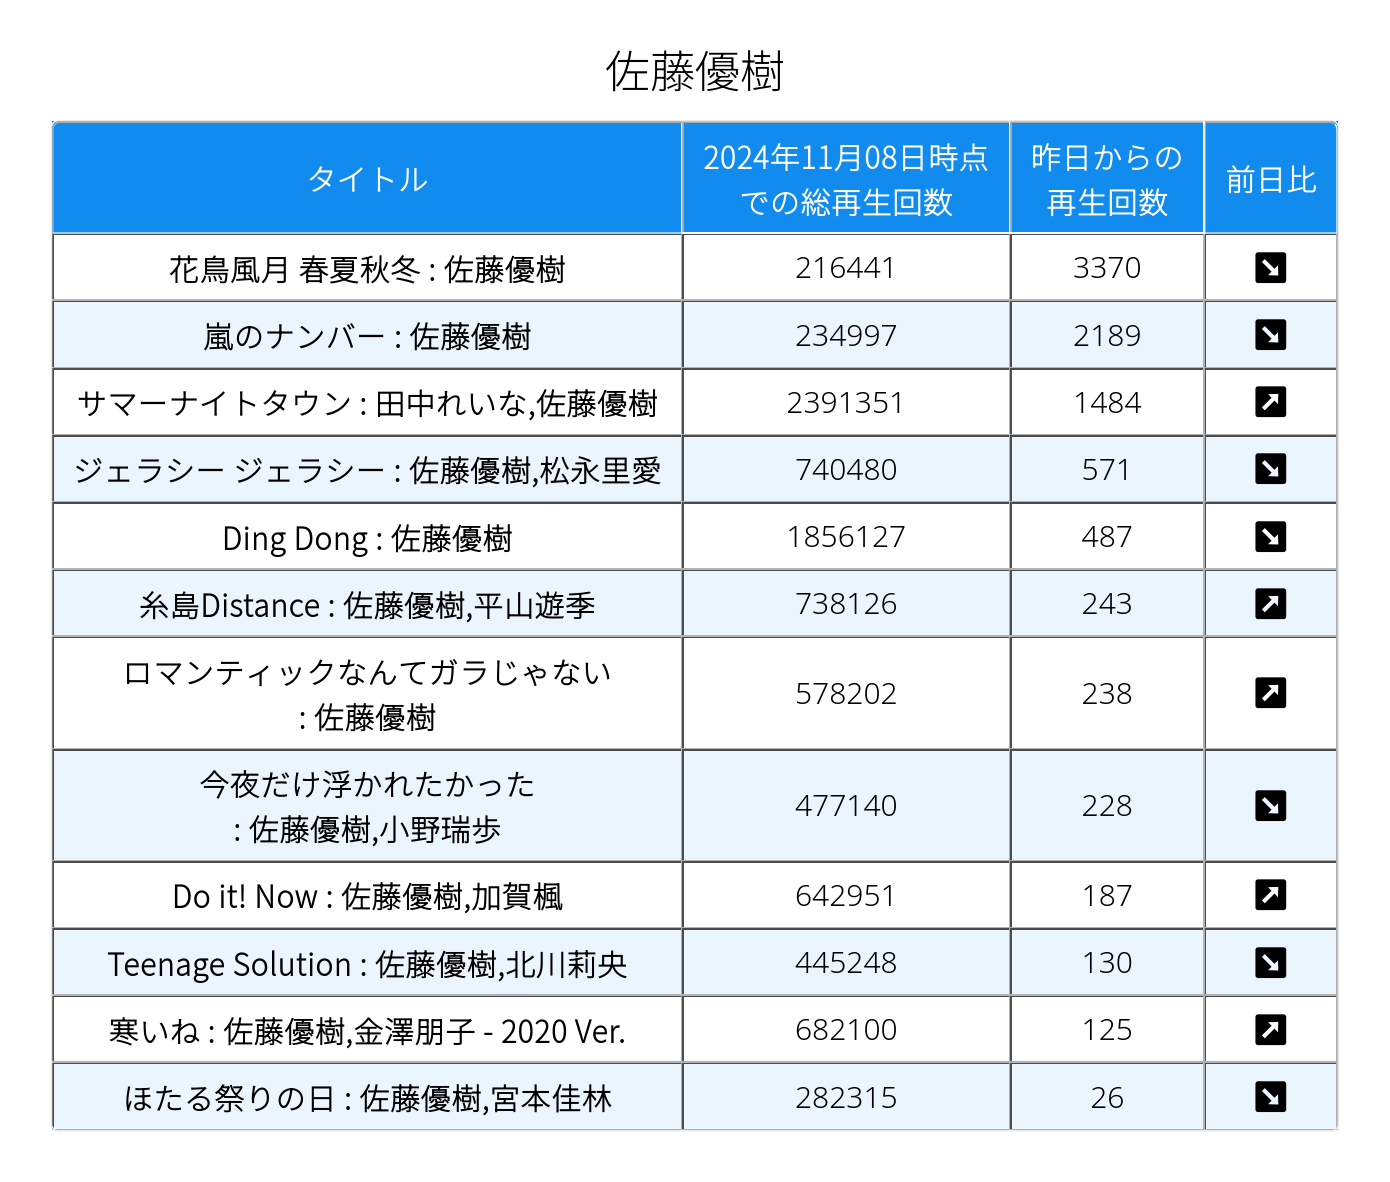 佐藤優樹
タイトル
2024年11月08日時点
での総再生回数
昨日からの
再生回数
前日比
花鳥風月 春夏秋冬 : 佐藤優樹 216441 3370
嵐のナンバー : 佐藤優樹 234997 2189
サマーナイトタウン : 田中れいな,佐藤優樹 2391351 1484
ジェラシー ジェラシー : 佐藤優樹,松永里愛 740480 571
Ding Dong : 佐藤優樹 1856127 487
糸島Distance : 佐藤優樹,平山遊季 738126 243
ロマンティックなんてガラじゃない
: 佐藤優樹 578202 238
今夜だけ浮かれたかった
: 佐藤優樹,小野瑞歩 477140 228
Do it! Now : 佐藤優樹,加賀楓 642951 187
Teenage Solution : 佐藤優樹,北川莉央 445248 130
寒いね : 佐藤優樹,金澤朋子 - 2020 Ver. 682100 125
ほたる祭りの日 : 佐藤優樹,宮本佳林 282315 26